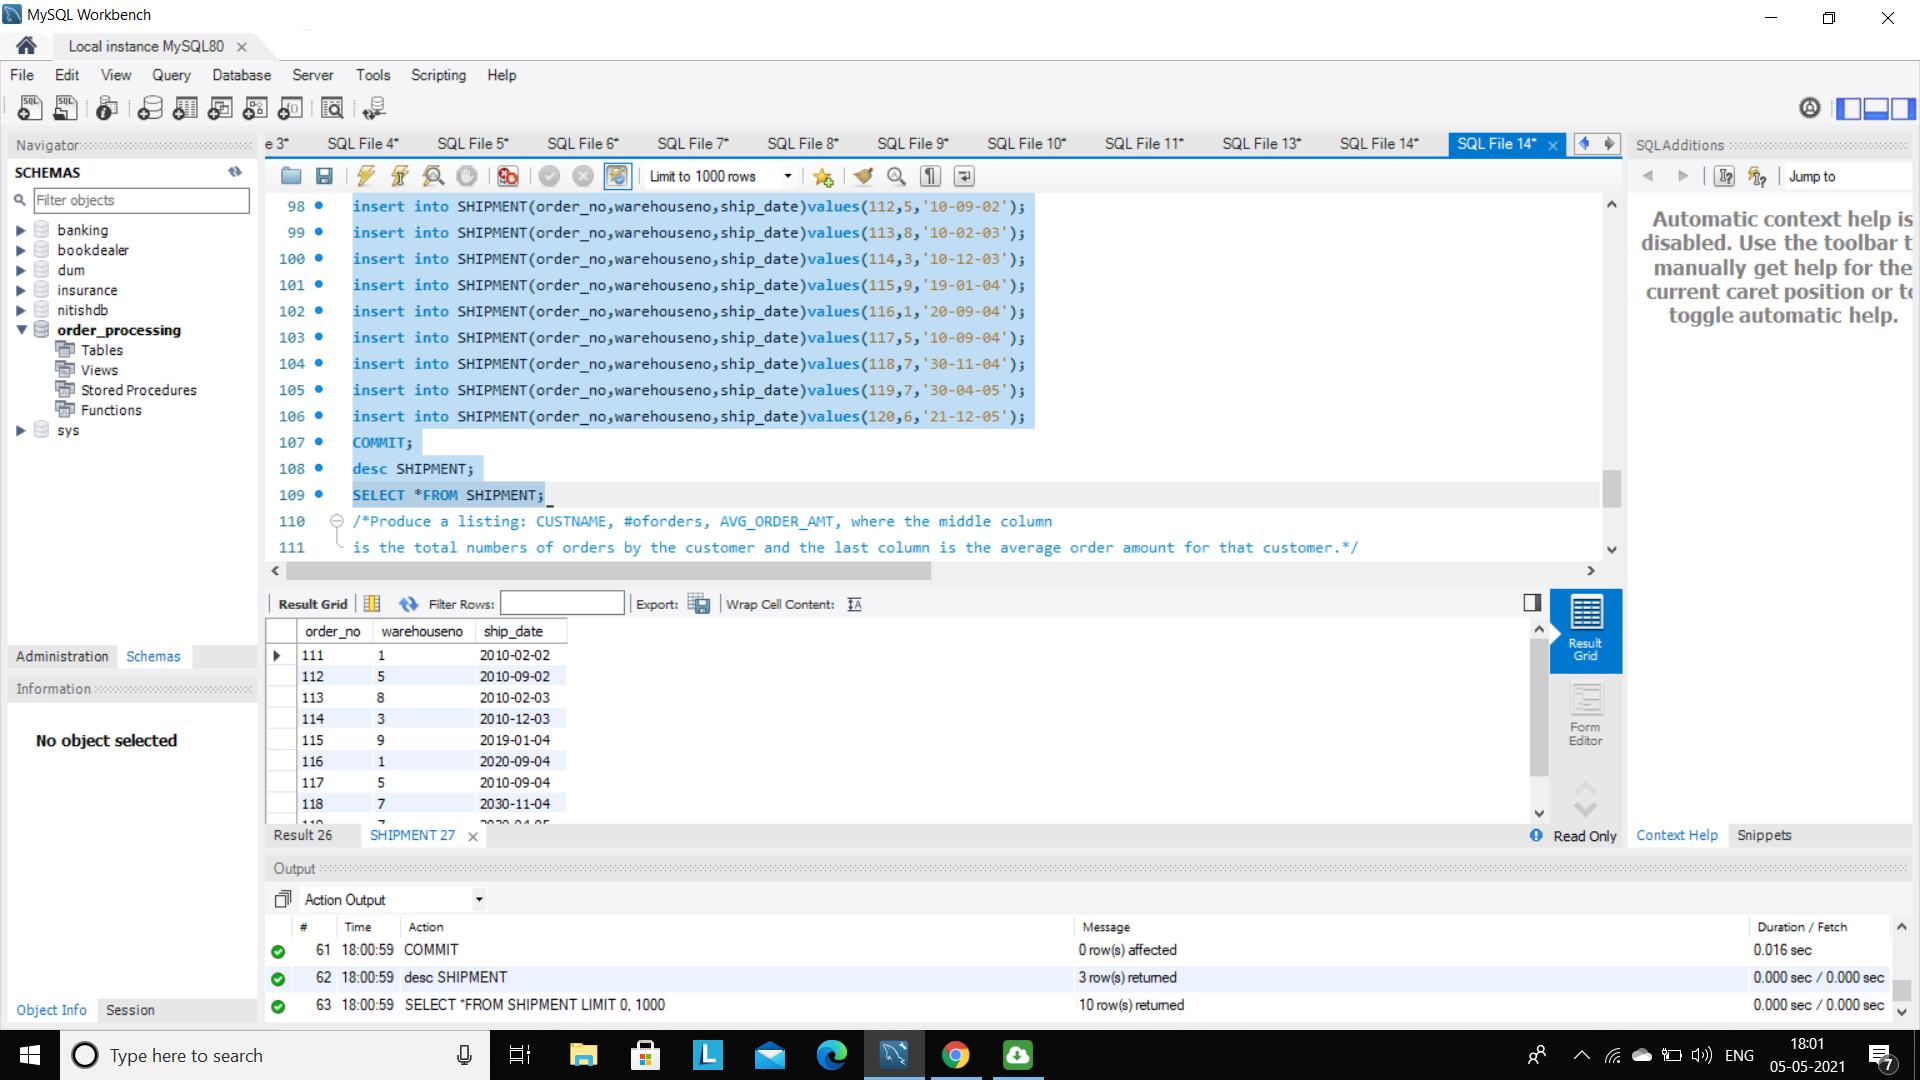 MySQL Workbench
Local instance MySQL80
File Edit View Query Database Server Tools Scripting Help
Navigator
SCHEMAS
Filter objects
banking
bookdealer
dum
insurance
nitishdb
order_processing
Tables
Views
Stored Procedures
Functions
sys
Administration Schemas
Information
No object selected
Object Info Session
e 3* SQL File 4* SQL File 5* SQL File 6* SQL File 7* SQL File 8* SQL File 9* SQL File 10* SQL File 11* SQL File 13* SQL File 14* SQL File 14*
Limit to 1000 rows
98 insert into SHIPMENT(order_no,warehouseno,ship_date)values(112,5,'10-09-02');
99 insert into SHIPMENT(order_no,warehouseno,ship_date)values(113,8,'10-02-03');
100 insert into SHIPMENT(order_no,warehouseno,ship_date)values(114,3,'10-12-03');
101 insert into SHIPMENT(order_no,warehouseno,ship_date)values(115,9,'19-01-04');
102 insert into SHIPMENT(order_no,warehouseno,ship_date)values(116,1,'20-09-04');
103 insert into SHIPMENT(order_no,warehouseno,ship_date)values(117,5,'10-09-04');
104 insert into SHIPMENT(order_no,warehouseno,ship_date)values(118,7,'30-11-04');
105 insert into SHIPMENT(order_no,warehouseno,ship_date)values(119,7,'30-04-05');
106 insert into SHIPMENT(order_no,warehouseno,ship_date)values(120,6,'21-12-05');
107 COMMIT;
108 desc SHIPMENT;
109 SELECT *FROM SHIPMENT;
110 /*Produce a listing: CUSTNAME, #oforders, AVG_ORDER_AMT, where the middle column
111 is the total numbers of orders by the customer and the last column is the average order amount for that customer.*/
Result Grid Filter Rows: Export: Wrap Cell Content:
order_no warehouseno ship_date
111 1 2010-02-02
112 5 2010-09-02
113 8 2010-02-03
114 3 2010-12-03
115 9 2019-01-04
116 1 2020-09-04
117 5 2010-09-04
118 7 2030-11-04
Result Grid
Form Editor
Result 26 SHIPMENT 27
Read Only
Output
Action Output
# Time Action Message Duration / Fetch
61 18:00:59 COMMIT 0 row(s) affected 0.016 sec
62 18:00:59 desc SHIPMENT 3 row(s) returned 0.000 sec / 0.000 sec
63 18:00:59 SELECT *FROM SHIPMENT LIMIT 0, 1000 10 row(s) returned 0.000 sec / 0.000 sec
SQLAdditions
Jump to
Automatic context help is
disabled. Use the toolbar t
manually get help for the
current caret position or to
toggle automatic help.
Context Help Snippets
Type here to search
ENG
18:01
05-05-2021
7